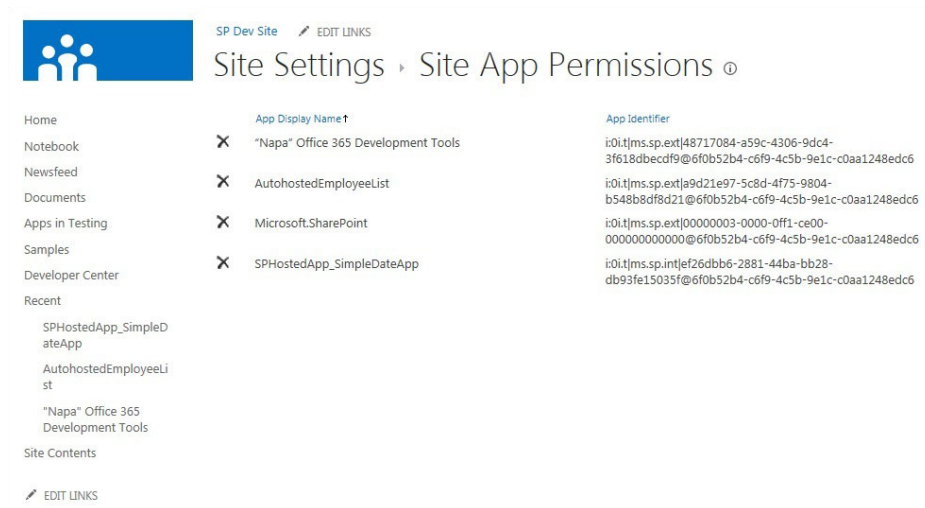 SP Dev Site EDIT LINKS
Site Settings Site App Permissions
Home
Notebook
Newsfeed
Documents
Apps in Testing
Samples
Developer Center
Recent
SPHostedApp_SimpleD
ateApp
AutohostedEmployeeLi
st
"Napa" Office 365
Development Tools
Site Contents
EDIT LINKS
App Display Name↑ App Identifier
"Napa" Office 365 Development Tools i:0i.t|ms.sp.ext|48717084-a59c-4306-9dc4-
3f618dbecdf9@6f0b52b4-c6f9-4c5b-9e1c-c0aa1248edc6
AutohostedEmployeeList i:0i.t|ms.sp.ext|a9d21e97-5c8d-4f75-9804-
b548b8df8d21@6f0b52b4-c6f9-4c5b-9e1c-c0aa1248edc6
Microsoft.SharePoint i:0i.t|ms.sp.ext|00000003-0000-0ff1-ce00-
000000000000@6f0b52b4-c6f9-4c5b-9e1c-c0aa1248edc6
SPHostedApp_SimpleDateApp i:0i.t|ms.sp.int|ef26dbb6-2881-44ba-bb28-
db93fe15035f@6f0b52b4-c6f9-4c5b-9e1c-c0aa1248edc6